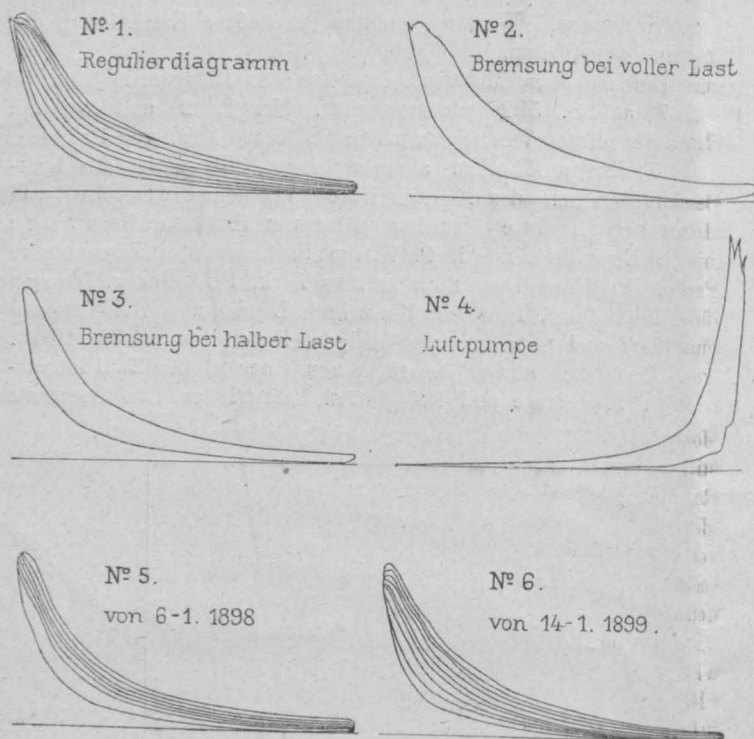 Nº 1.
Regulierdiagramm
Nº 2.
Bremsung bei voller Last
Nº 3.
Bremsung bei halber Last
Nº 4.
Luftpumpe
Nº 5.
von 6-1. 1898
Nº 6.
von 14-1. 1899.